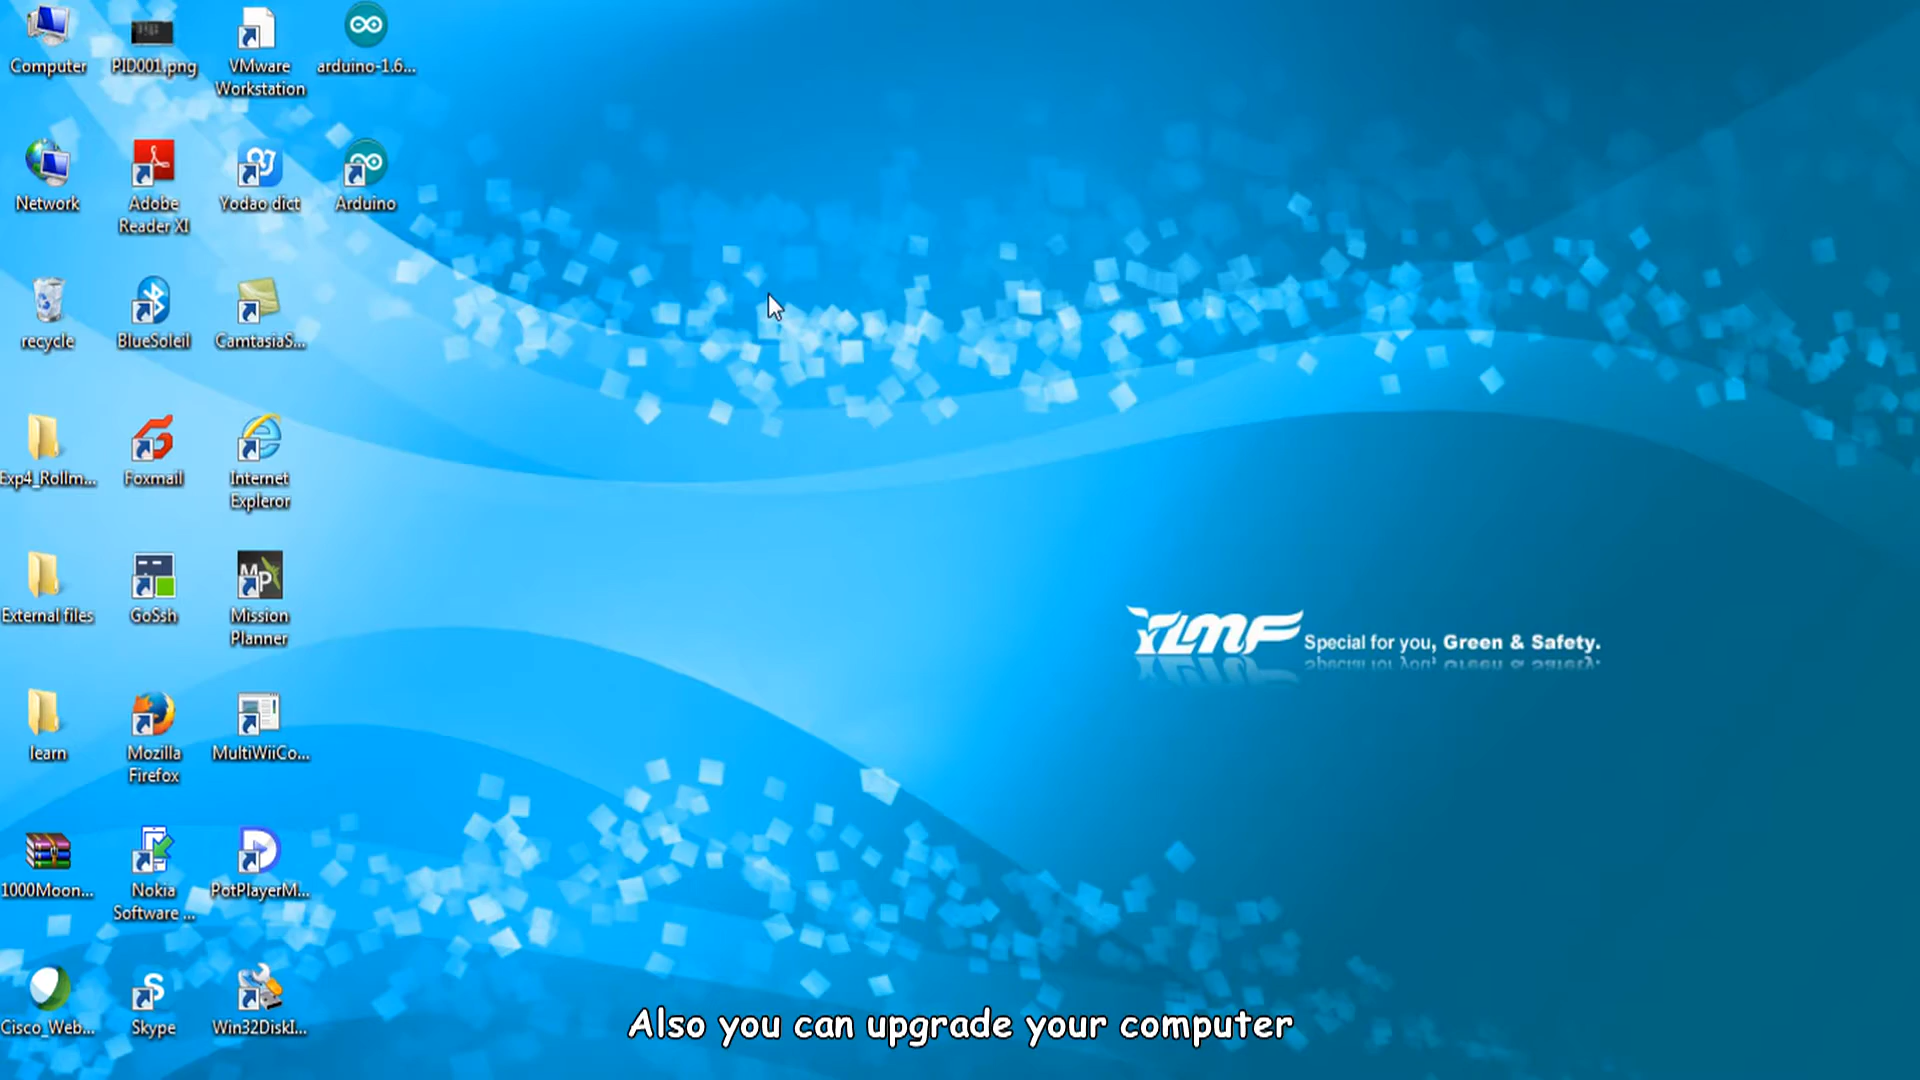 Computer
PID001.png
VMware
Workstation
arduino-1.6...
Network
Adobe
Reader XI
Yodao dict
Arduino
recycle
BlueSoleil
CamtasiaS...
Exp4_Rollm...
Foxmail
Internet
Expleror
External files
GoSsh
MP
Mission
Planner
YLMF Special for you, Green & Safety.
learn
Mozilla
Firefox
MultiWiiCo...
1000Moon...
Nokia
Software ...
PotPlayerM...
Cisco_Web...
S
Skype
Win32DiskI...
Also you can upgrade your computer